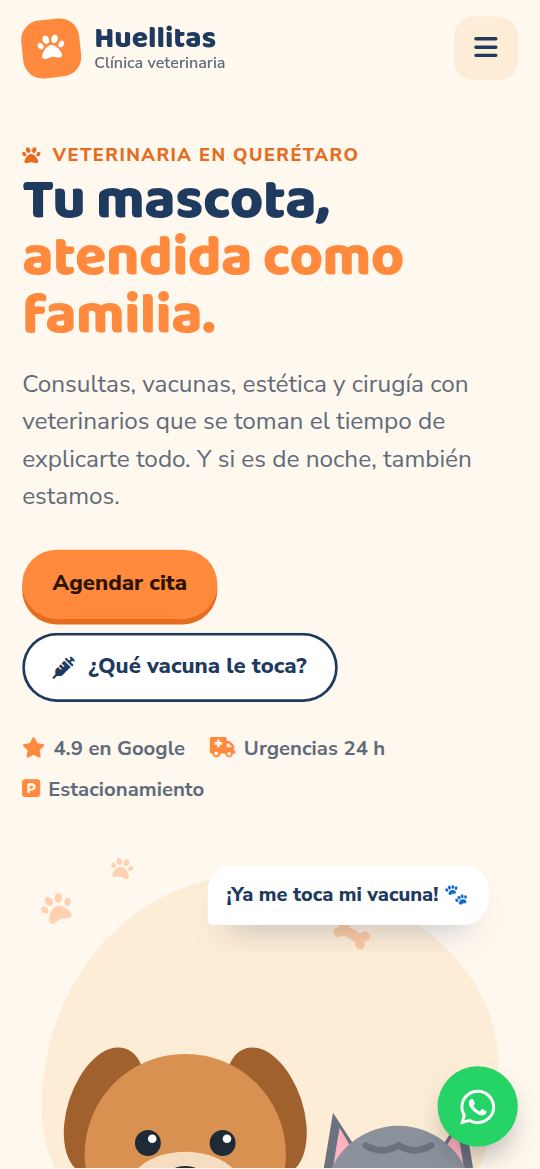 Huellitas
Clínica veterinaria
VETERINARIA EN QUERÉTARO
Tu mascota,
atendida como
familia.
Consultas, vacunas, estética y cirugía con
veterinarios que se toman el tiempo de
explicarte todo. Y si es de noche, también
estamos.
Agendar cita
¿Qué vacuna le toca?
4.9 en Google
Urgencias 24 h
P Estacionamiento
¡Ya me toca mi vacuna! 🐾